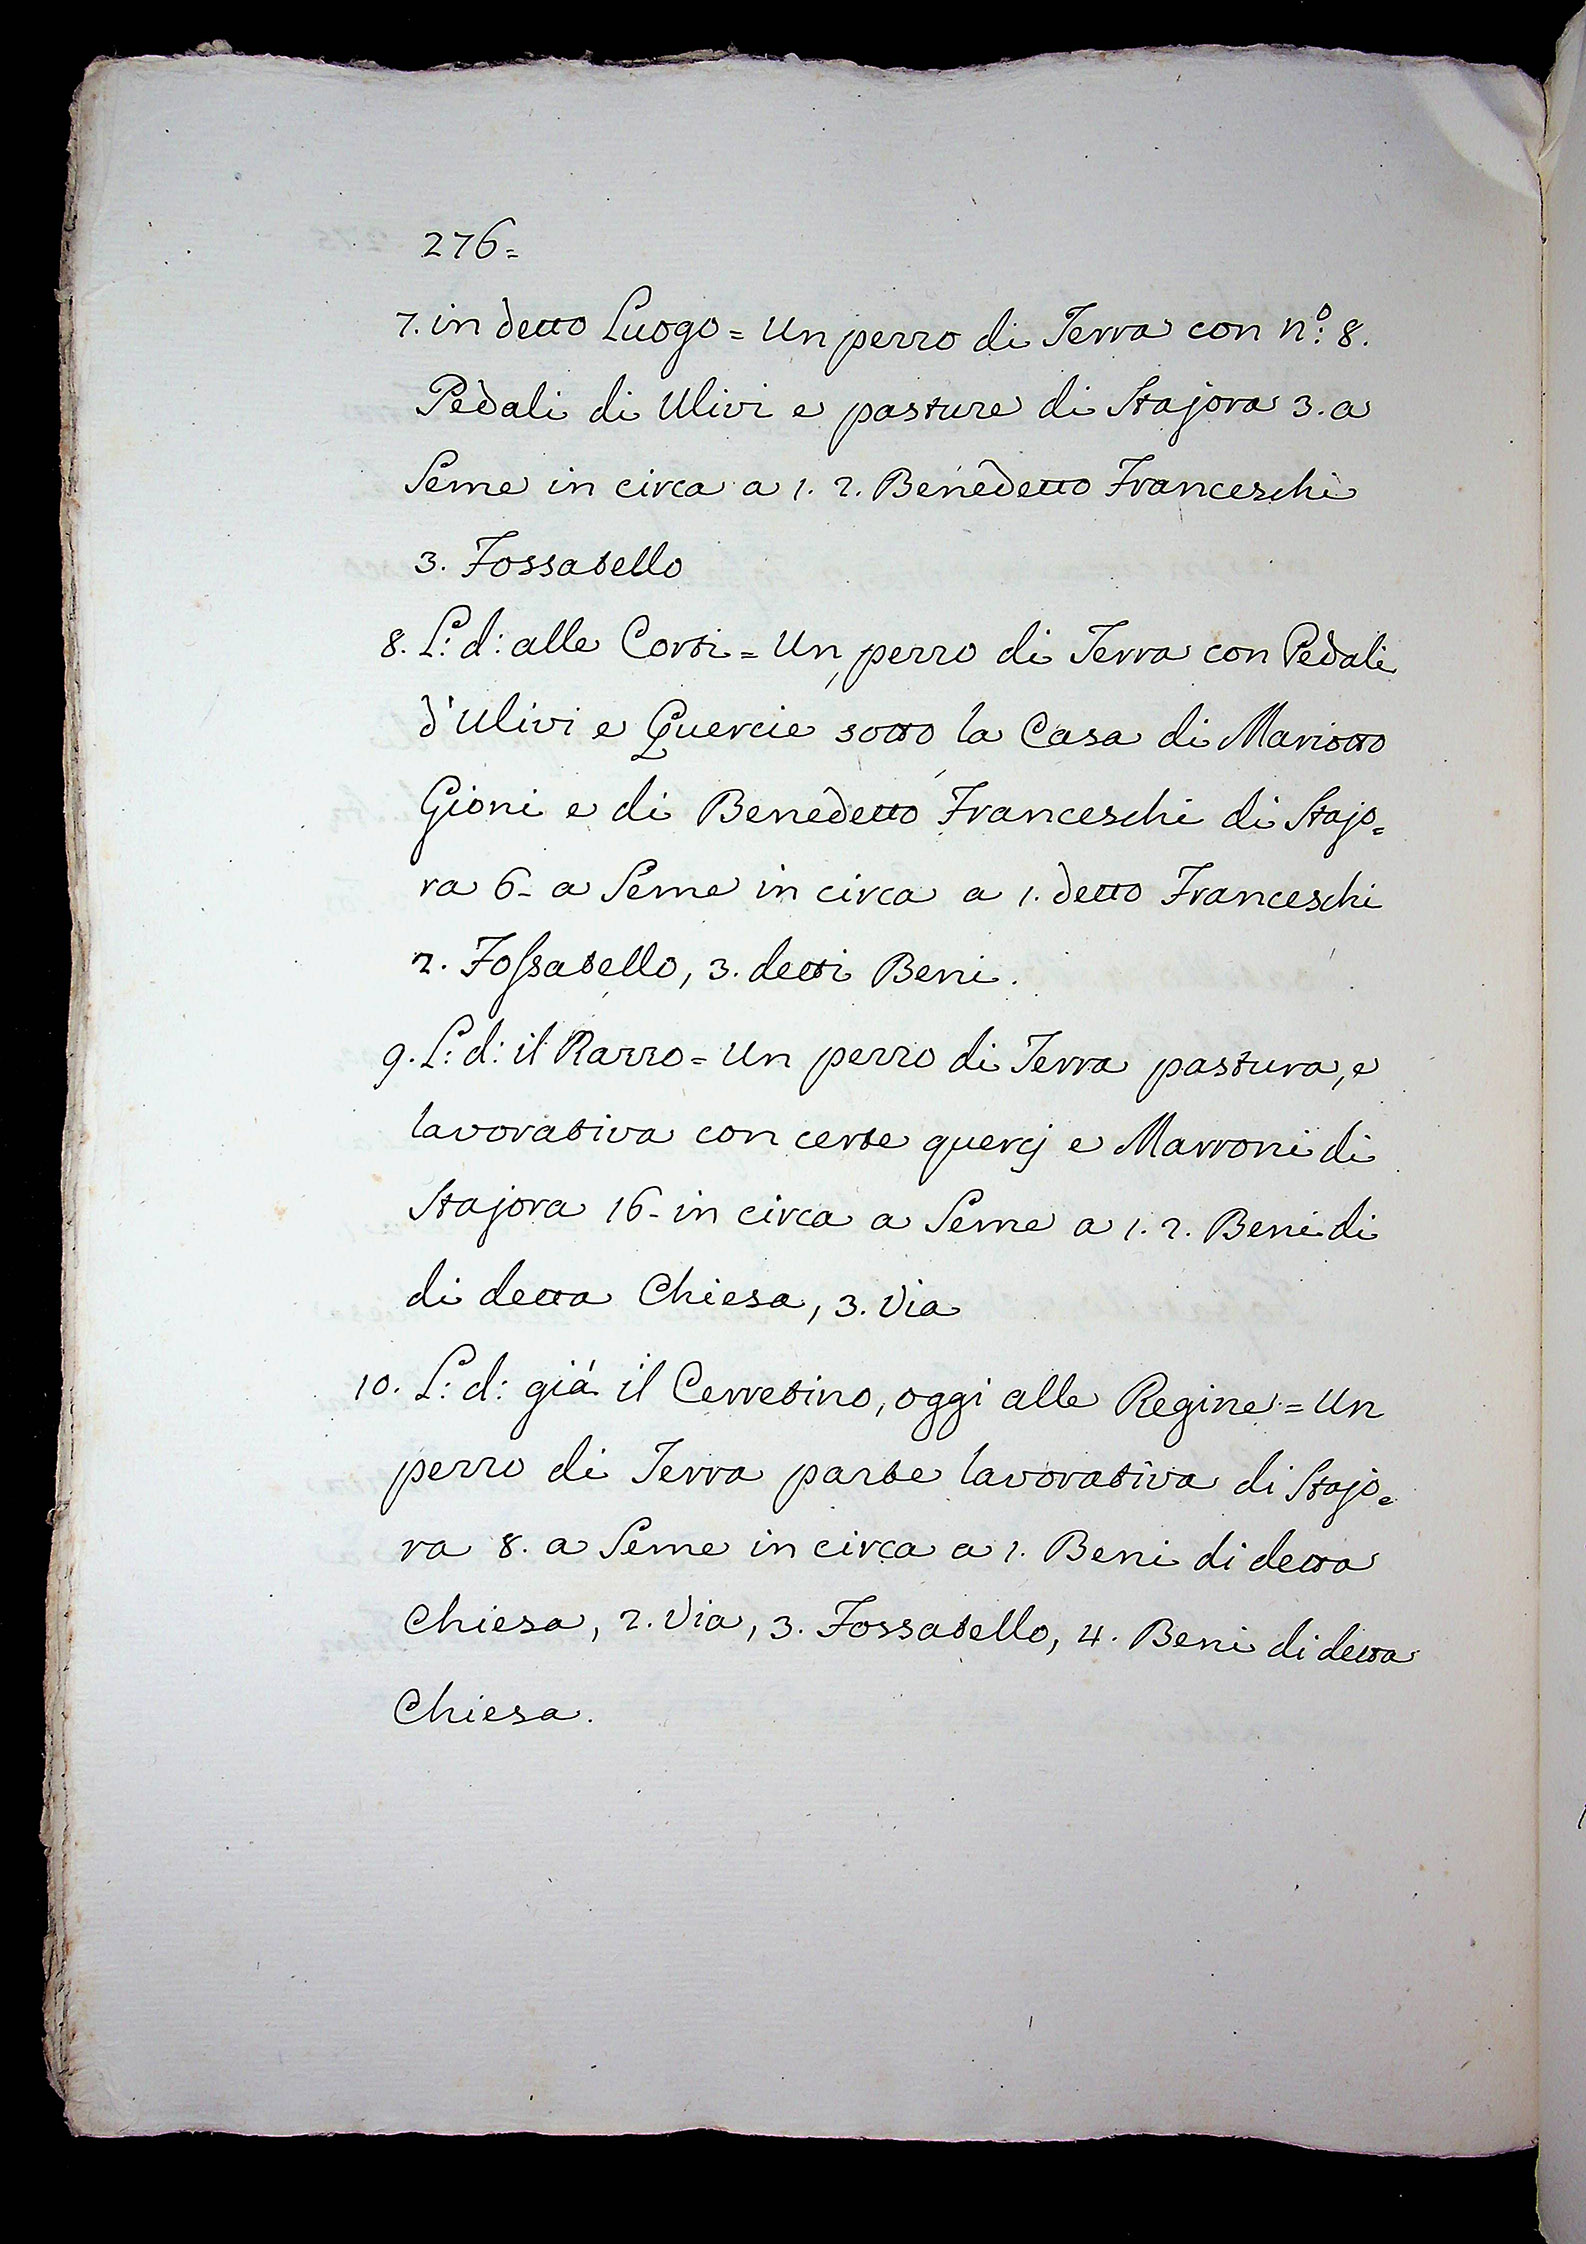 276=
7. in detto Luogo = Un pezzo di Terra con n.º 8.
Pedali di Ulivi e pasture di Stajora 3. a
Seme in circa a 1. 2. Benedetto Franceschi
3. Fossatello
8. L: d: alle Corti = Un pezzo di Terra con Pedali
d'Ulivi e Quercie sotto la Casa di Mariotto
Gioni e di Benedetto Franceschi di Stajo=
ra 6- a Seme in circa a 1. detto Franceschi
2. Fossatello, 3. detti Beni.
9. L: d: il Razzo = Un pezzo di Terra pastura, e
lavorativa con certe quercj e Marroni di
Stajora 16- in circa a Seme a 1. 2. Beni di
di detta Chiesa, 3. Via
10. L: d: già il Cerretino, oggi alle Regine = Un
pezzo di Terra parte lavorativa di Stajo=
ra 8. a Seme in circa a 1. Beni di detta
Chiesa, 2. Via, 3. Fossatello, 4. Beni di detta
Chiesa.